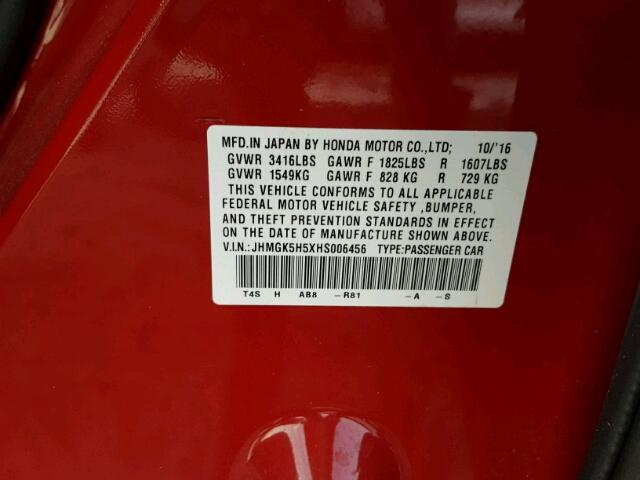 MFD.IN JAPAN BY HONDA MOTOR CO.,LTD; 10/'16
GVWR 3416LBS GAWR F 1825LBS R 1607LBS
GVWR 1549KG GAWR F 828 KG R 729 KG
THIS VEHICLE CONFORMS TO ALL APPLICABLE
FEDERAL MOTOR VEHICLE SAFETY ,BUMPER,
AND THEFT PREVENTION STANDARDS IN EFFECT
ON THE DATE OF MANUFACTURE SHOWN ABOVE.
V.I.N.:JHMGK5H5XHS006456 TYPE:PASSENGER CAR
T4S H AB8 -R81 -A -S